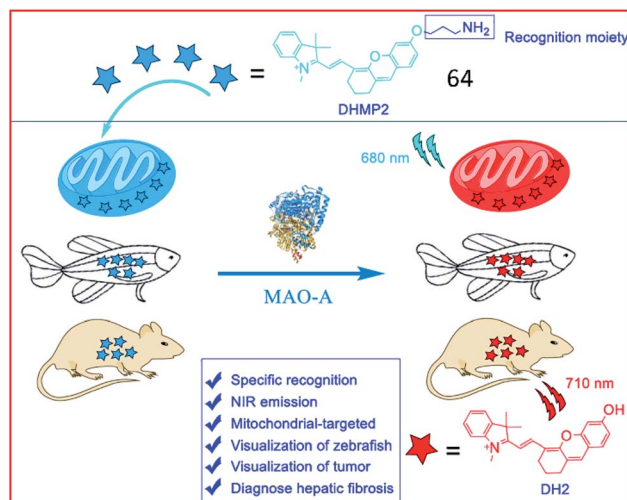 NH2
O
Recognition moiety
=
O
N
+
64
DHMP2
680 nm
MAO-A
Specific recognition
NIR emission
Mitochondrial-targeted
Visualization of zebrafish
Visualization of tumor
Diagnose hepatic fibrosis
710 nm
OH
=
O
N
+
DH2